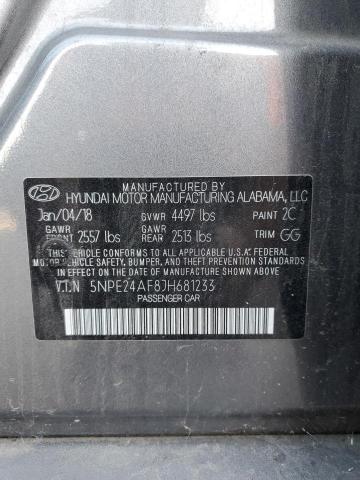 MANUFACTURED BY
HYUNDAI MOTOR MANUFACTURING ALABAMA, LLC
Jan/04/18 GVWR 4497 lbs PAINT 2C
GAWR FRONT 2557 lbs GAWR REAR 2513 lbs TRIM GG
THIS VEHICLE CONFORMS TO ALL APPLICABLE U.S.A. FEDERAL
MOTOR VEHICLE SAFETY, BUMPER, AND THEFT PREVENTION
STANDARDS IN EFFECT ON THE DATE OF MANUFACTURE SHOWN ABOVE.
V.I.N 5NPE24AF8JH681233
PASSENGER CAR